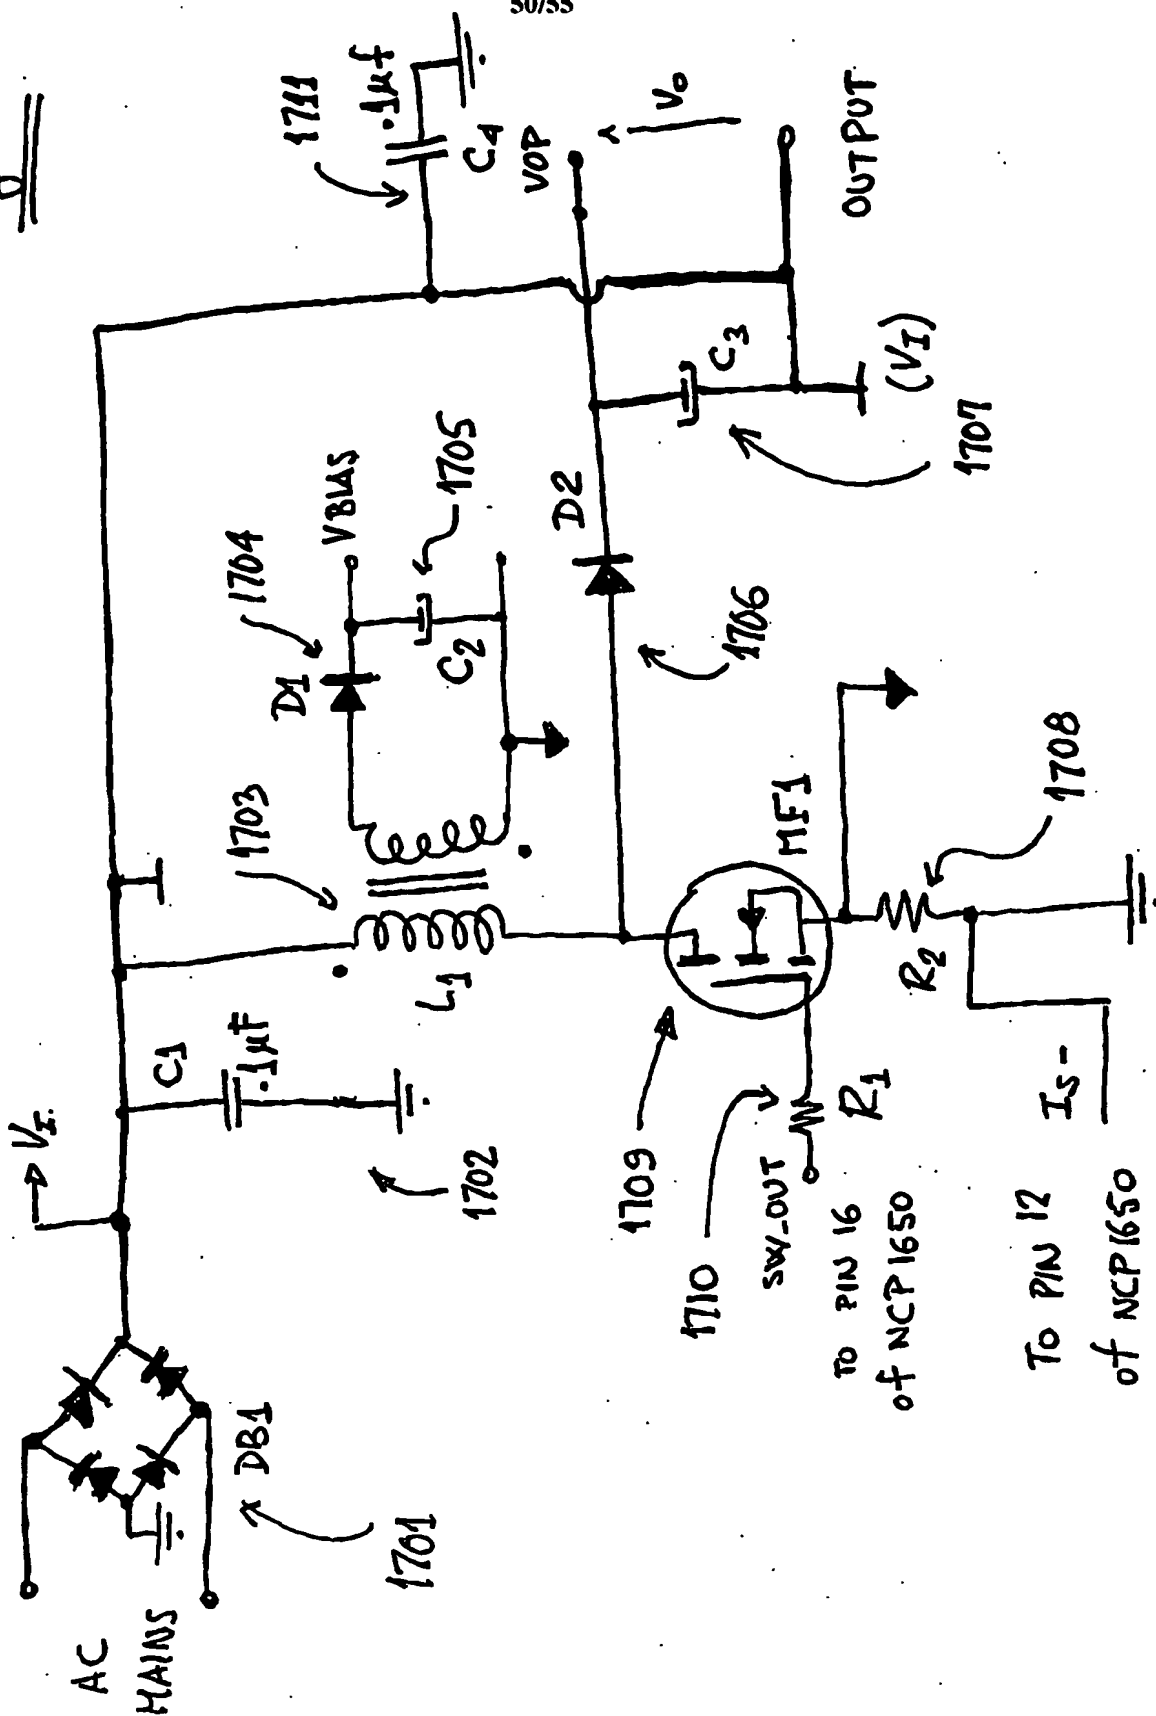 50/55
AC
MAINS
DB1
1701
VI.
C1
.1µF
1702
1703
L1
D1
1704
VBIAS
C2
1705
D2
1706
C3
1707
(VI)
1711
.1µf
C4
VOP
Vo
OUTPUT
MF1
1709
1710
R1
SW_OUT
TO PIN 16
of NCP1650
R2
1708
IS-
TO PIN 12
of NCP1650